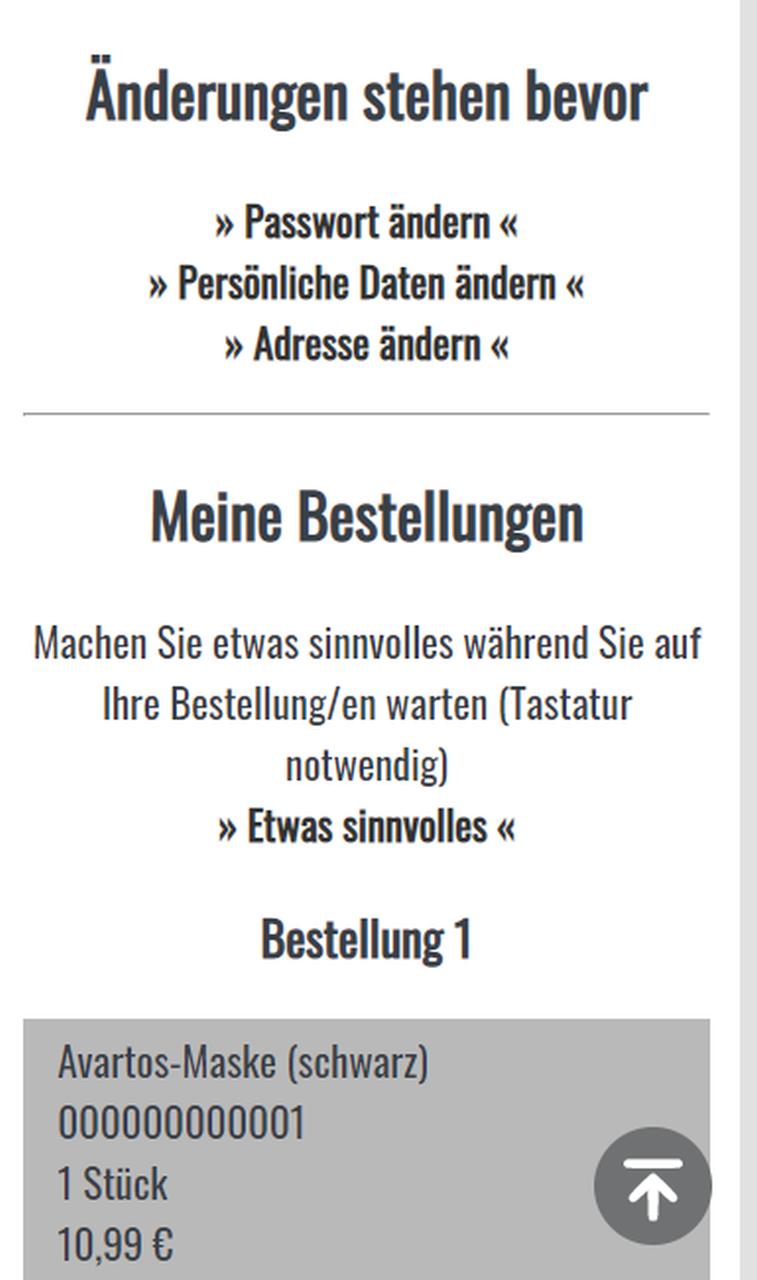 Änderungen stehen bevor
» Passwort ändern «
» Persönliche Daten ändern «
» Adresse ändern «
Meine Bestellungen
Machen Sie etwas sinnvolles während Sie auf
Ihre Bestellung/en warten (Tastatur
notwendig)
» Etwas sinnvolles «
Bestellung 1
Avartos-Maske (schwarz)
000000000001
1 Stück
10,99 €